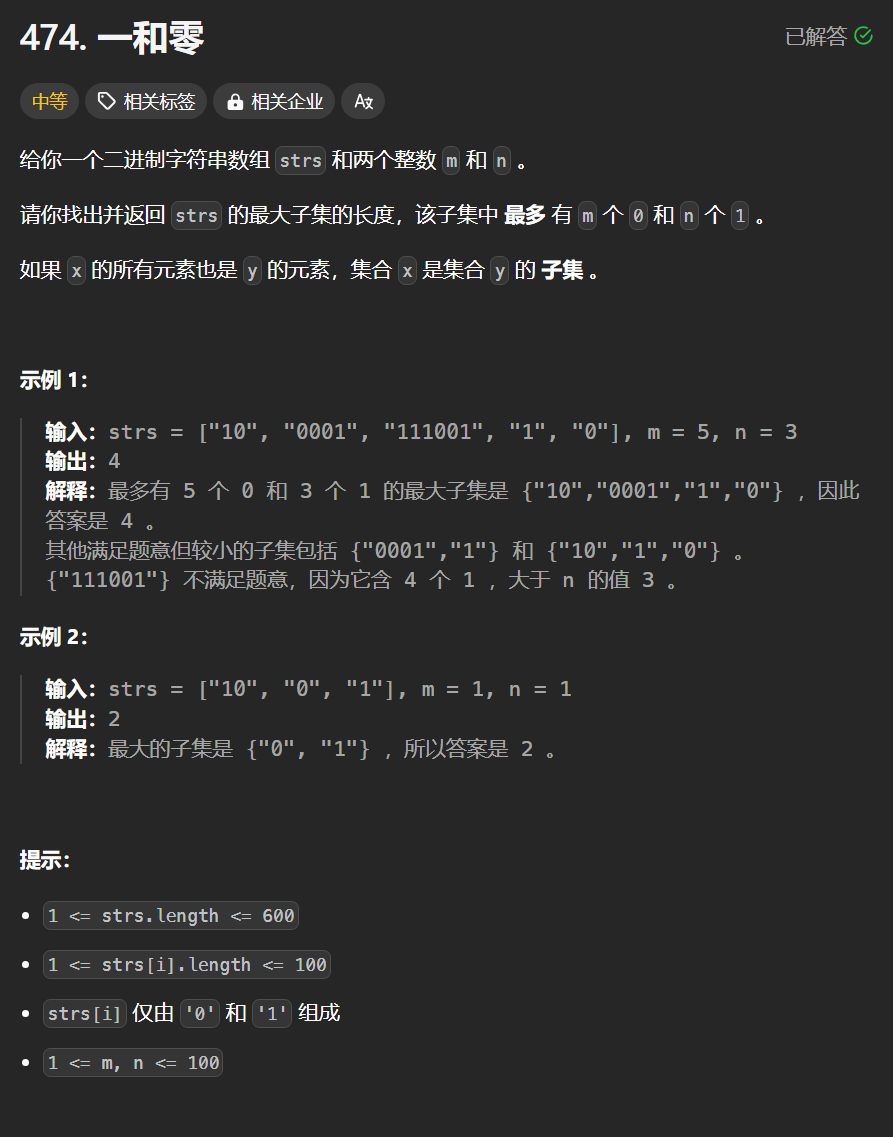 474. 一和零
已解答
中等
相关标签
相关企业
给你一个二进制字符串数组 strs 和两个整数 m 和 n 。
请你找出并返回 strs 的最大子集的长度，该子集中 最多 有 m 个 0 和 n 个 1 。
如果 x 的所有元素也是 y 的元素，集合 x 是集合 y 的 子集 。
示例 1：
输入：strs = ["10", "0001", "111001", "1", "0"], m = 5, n = 3
输出：4
解释：最多有 5 个 0 和 3 个 1 的最大子集是 {"10","0001","1","0"} ，因此
答案是 4 。
其他满足题意但较小的子集包括 {"0001","1"} 和 {"10","1","0"} 。
{"111001"} 不满足题意，因为它含 4 个 1 ，大于 n 的值 3 。
示例 2：
输入：strs = ["10", "0", "1"], m = 1, n = 1
输出：2
解释：最大的子集是 {"0", "1"} ，所以答案是 2 。
提示：
1 <= strs.length <= 600
1 <= strs[i].length <= 100
strs[i] 仅由 '0' 和 '1' 组成
1 <= m, n <= 100